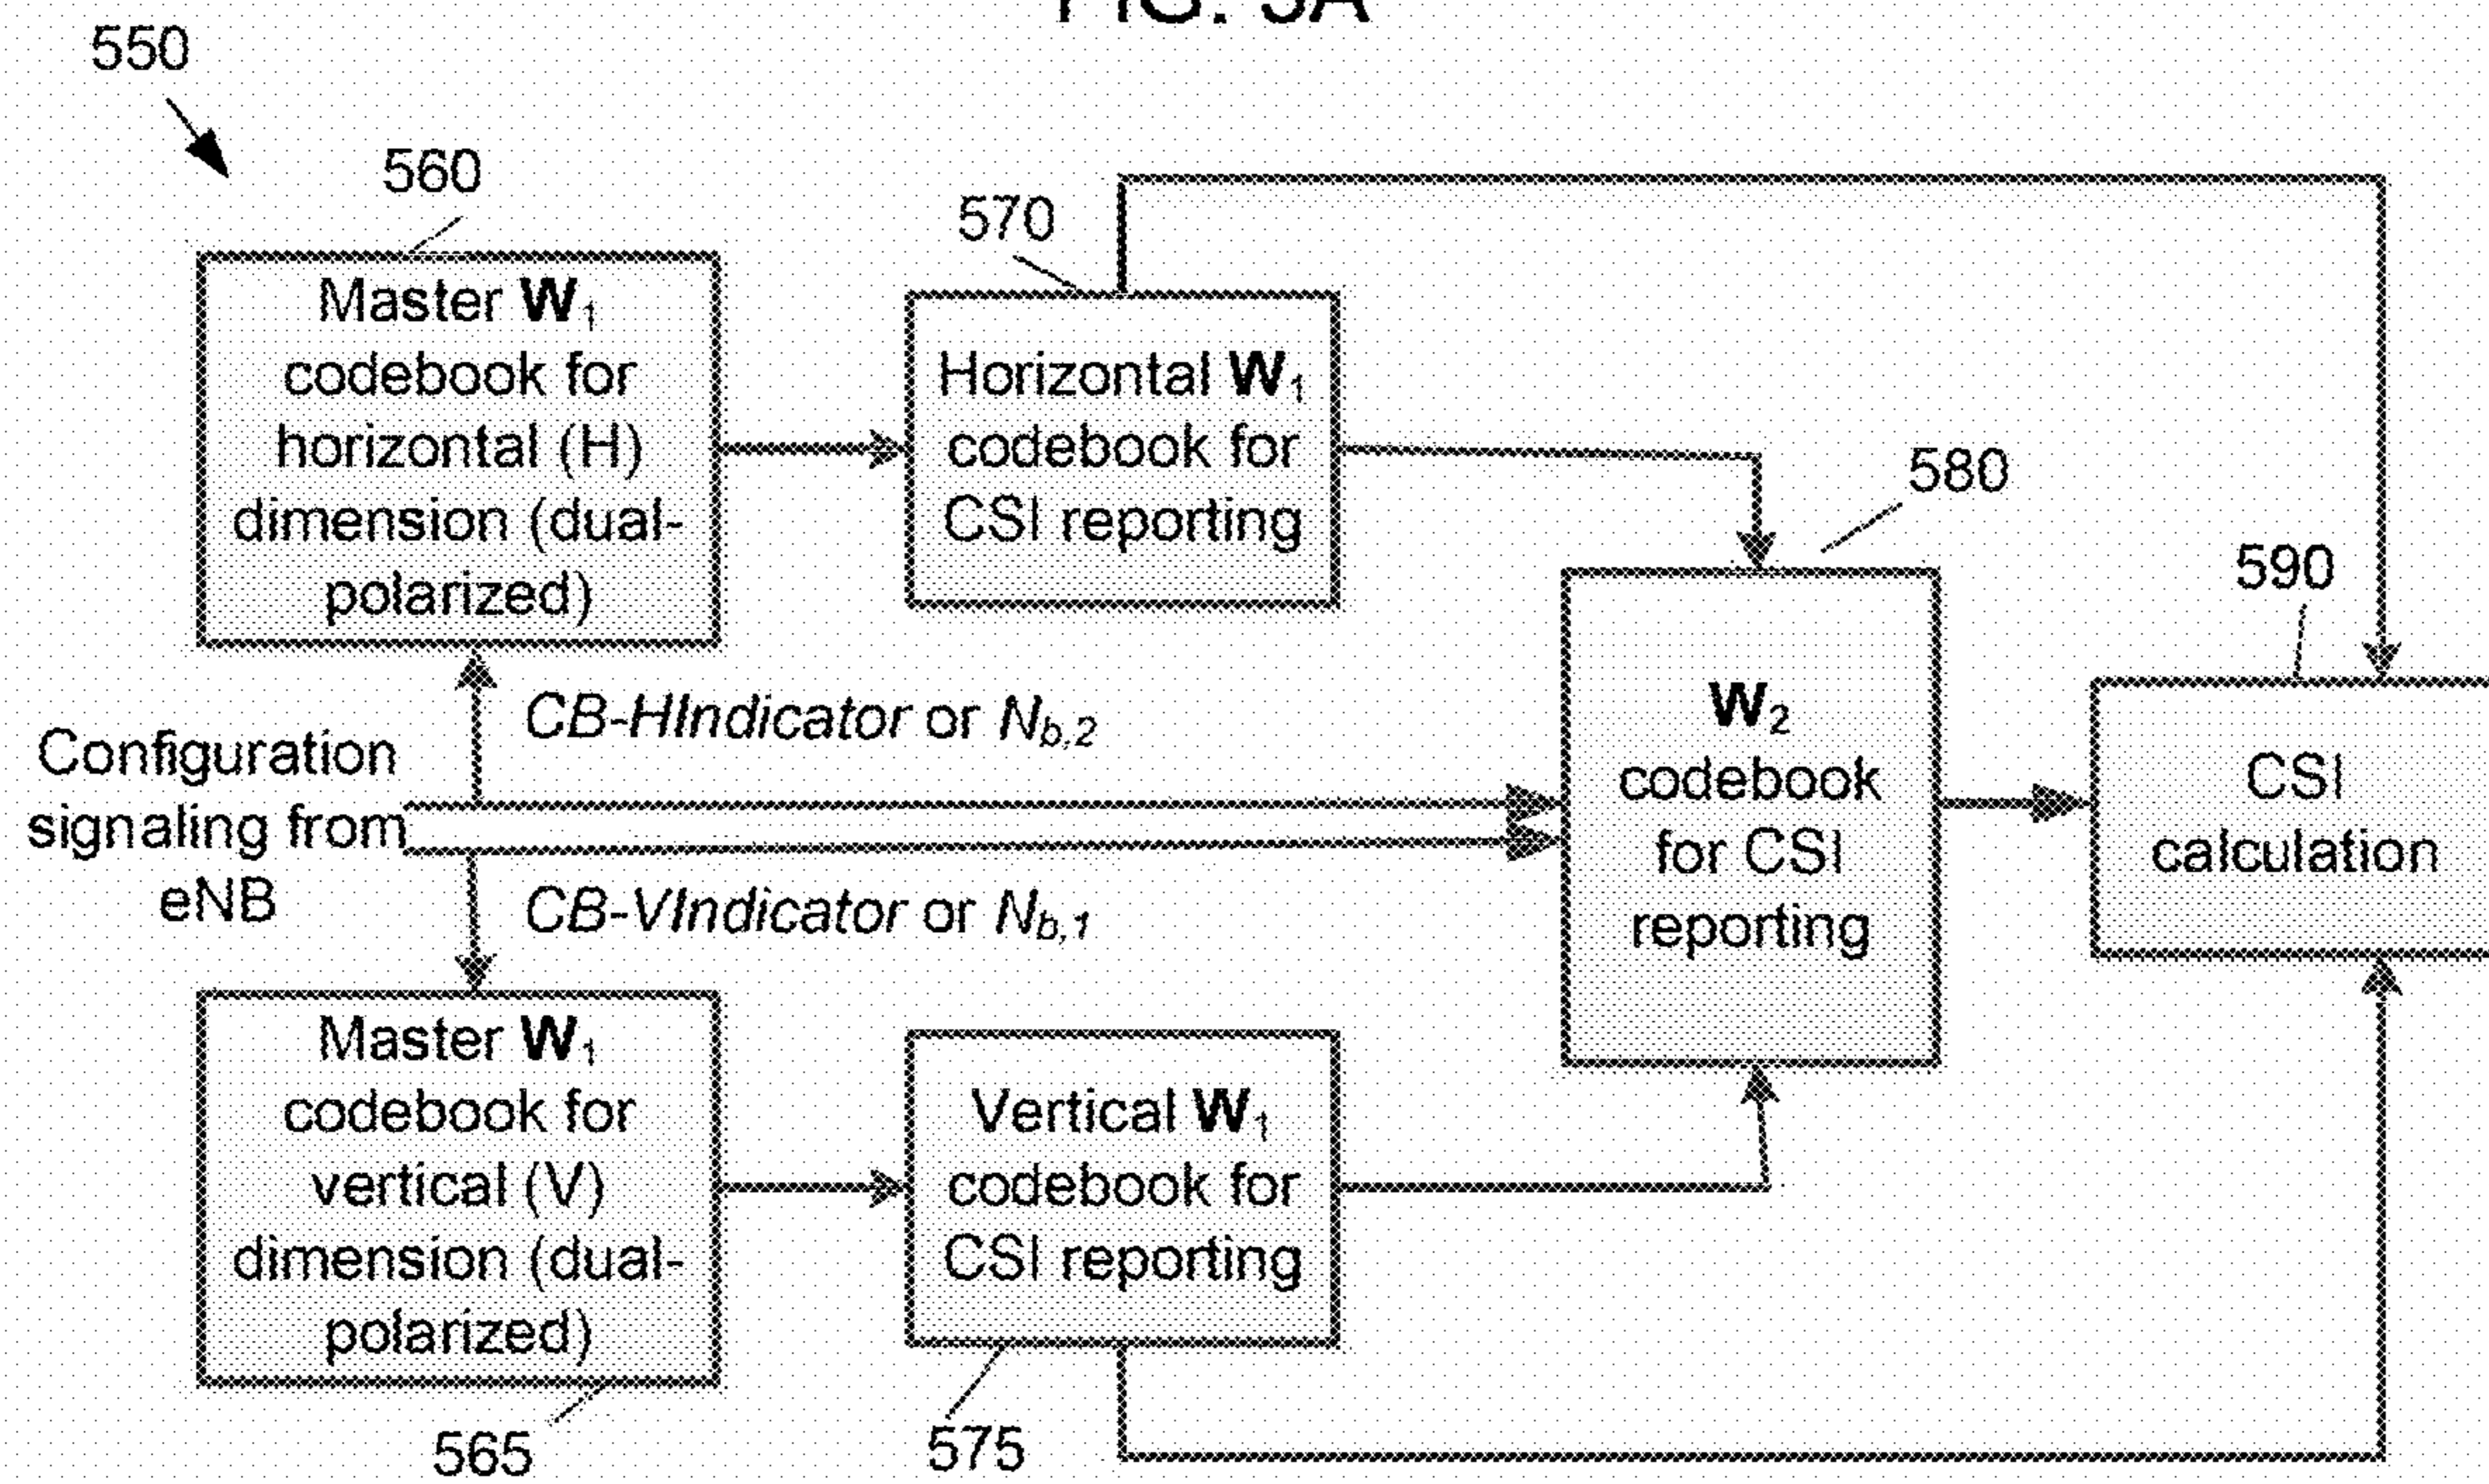 FIG. 5A
550
560
Master W1
codebook for
horizontal (H)
dimension (dual-
polarized)
570
Horizontal W1
codebook for
CSI reporting
580
W2
codebook
for CSI
reporting
590
CSI
calculation
CB-HIndicator or Nb,2
Configuration
signaling from
eNB
CB-VIndicator or Nb,1
Master W1
codebook for
vertical (V)
dimension (dual-
polarized)
565
Vertical W1
codebook for
CSI reporting
575